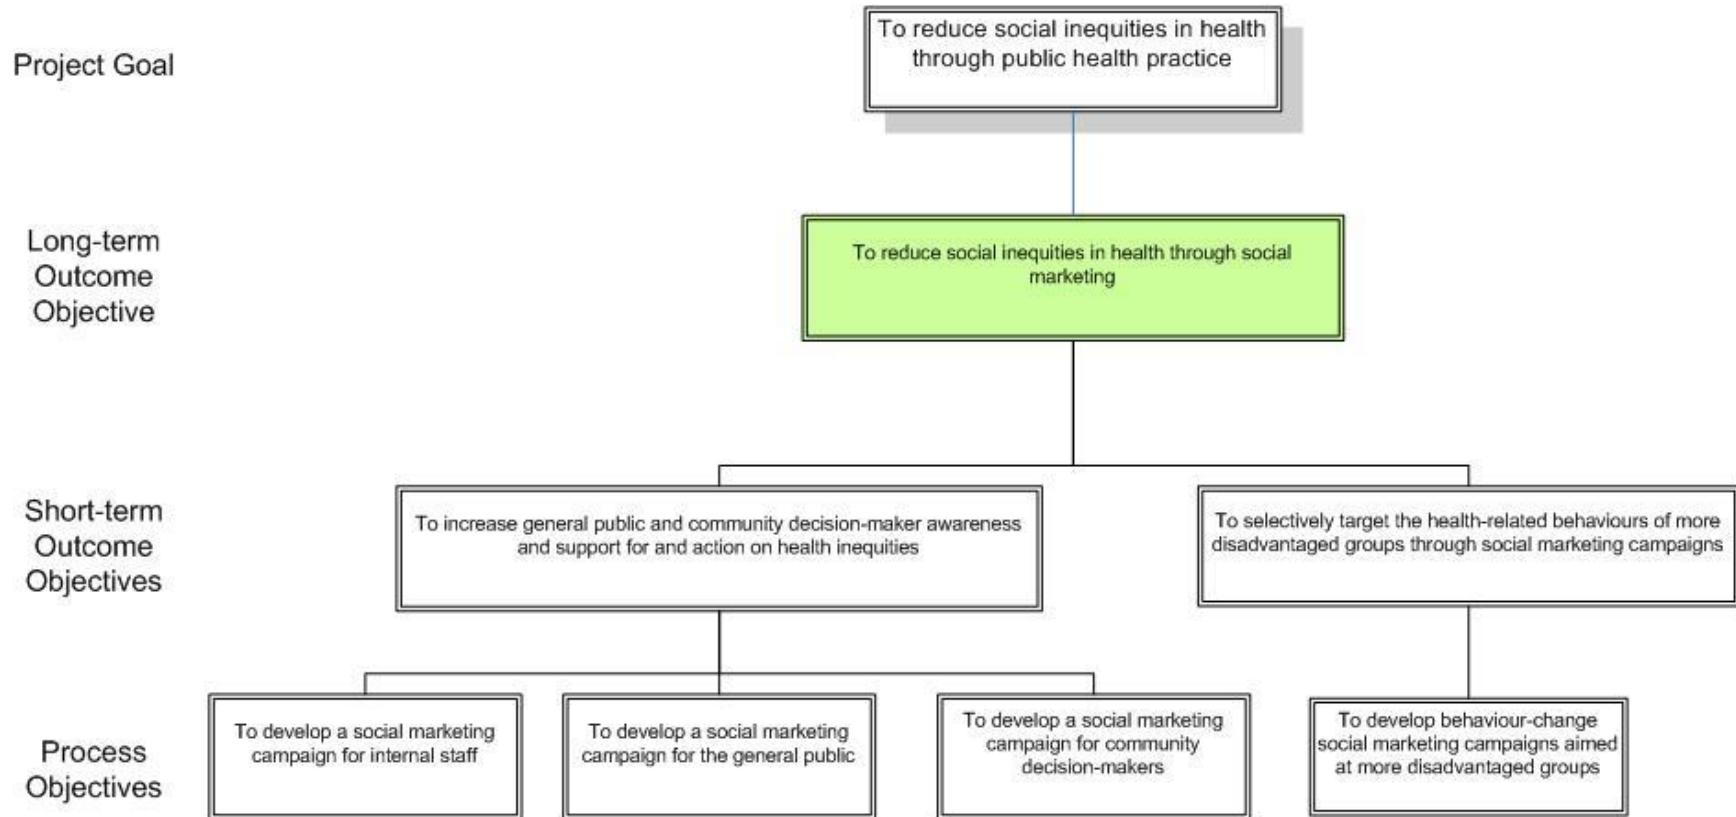 Project Goal
To reduce social inequities in health
through public health practice
Long-term
Outcome
Objective
To reduce social inequities in health through social
marketing
Short-term
Outcome
Objectives
To increase general public and community decision-maker awareness
and support for and action on health inequities
To selectively target the health-related behaviours of more
disadvantaged groups through social marketing campaigns
Process
Objectives
To develop a social marketing
campaign for internal staff
To develop a social marketing
campaign for the general public
To develop a social marketing
campaign for community
decision-makers
To develop behaviour-change
social marketing campaigns aimed
at more disadvantaged groups